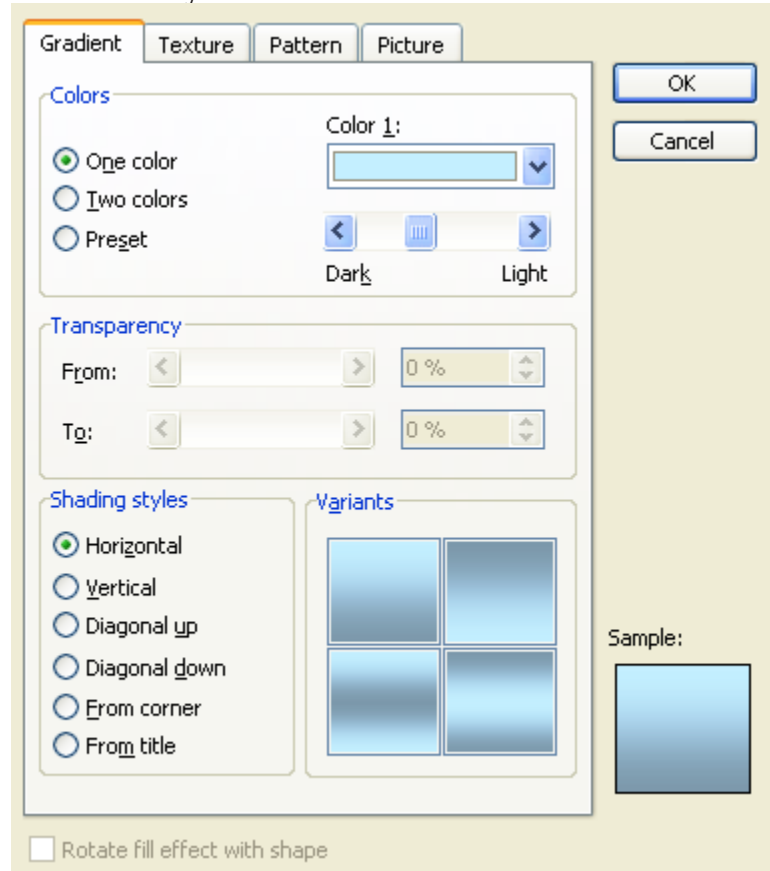 Gradient Texture Pattern Picture
Colors
OK
Color 1:
Cancel
One color
Two colors
Preset
Dark Light
Transparency
From: 0 %
To: 0 %
Shading styles
Variants
Horizontal
Vertical
Diagonal up
Diagonal down
From corner
From title
Sample:
Rotate fill effect with shape